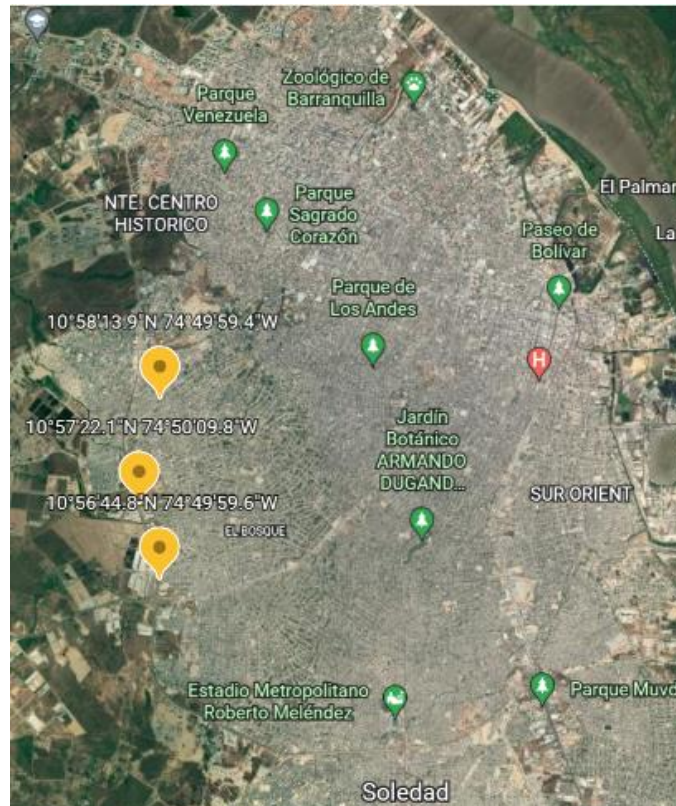 Zoológico de
Barranquilla
Parque
Venezuela
El Palmar
NTE. CENTRO
HISTORICO
Parque
Sagrado
Corazón
La
Paseo de
Bolívar
Parque de
Los Andes
10°58'13.9"N 74°49'59.4"W
H
10°57'22.1"N 74°50'09.8"W
Jardín
Botánico
ARMANDO
DUGAND...
10°56'44.8"N 74°49'59.6"W
SUR ORIENT
EL BOSQUE
Estadio Metropolitano
Roberto Meléndez
Parque Muvd
Soledad